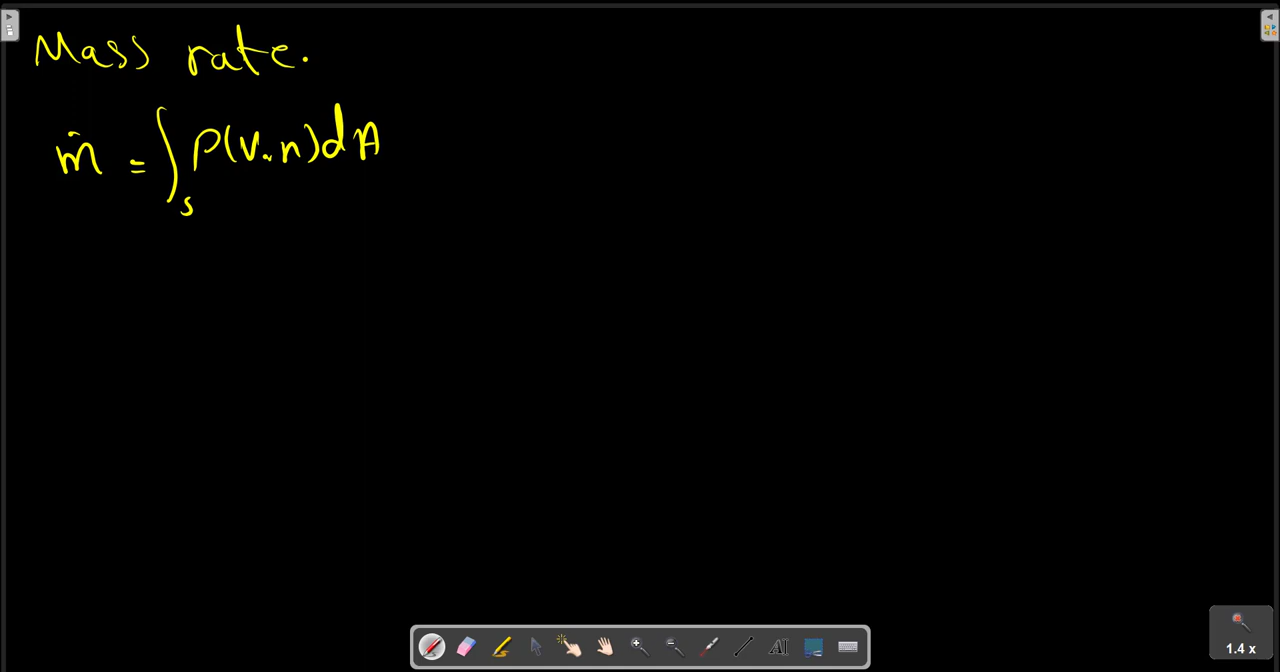 Mass rate.
ṁ = ∫s ρ(V.n)dA
1.4 x